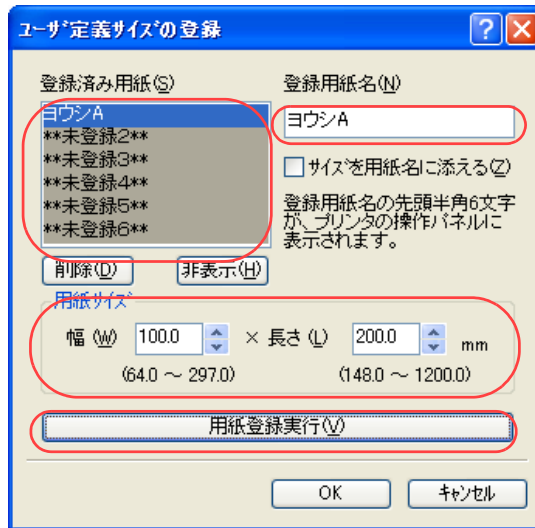 ユーザ定義サイズの登録
登録済み用紙(S)
登録用紙名(N)
ヨウシA
**未登録2**
**未登録3**
**未登録4**
**未登録5**
**未登録6**
ヨウシA
サイズを用紙名に添える(Z)
登録用紙名の先頭半角6文字
が、プリンタの操作パネルに
表示されます。
削除(D)
非表示(H)
用紙サイズ
幅(W) 100.0 × 長さ(L) 200.0 mm
(64.0 ～ 297.0) (148.0 ～ 1200.0)
用紙登録実行(V)
OK
キャンセル